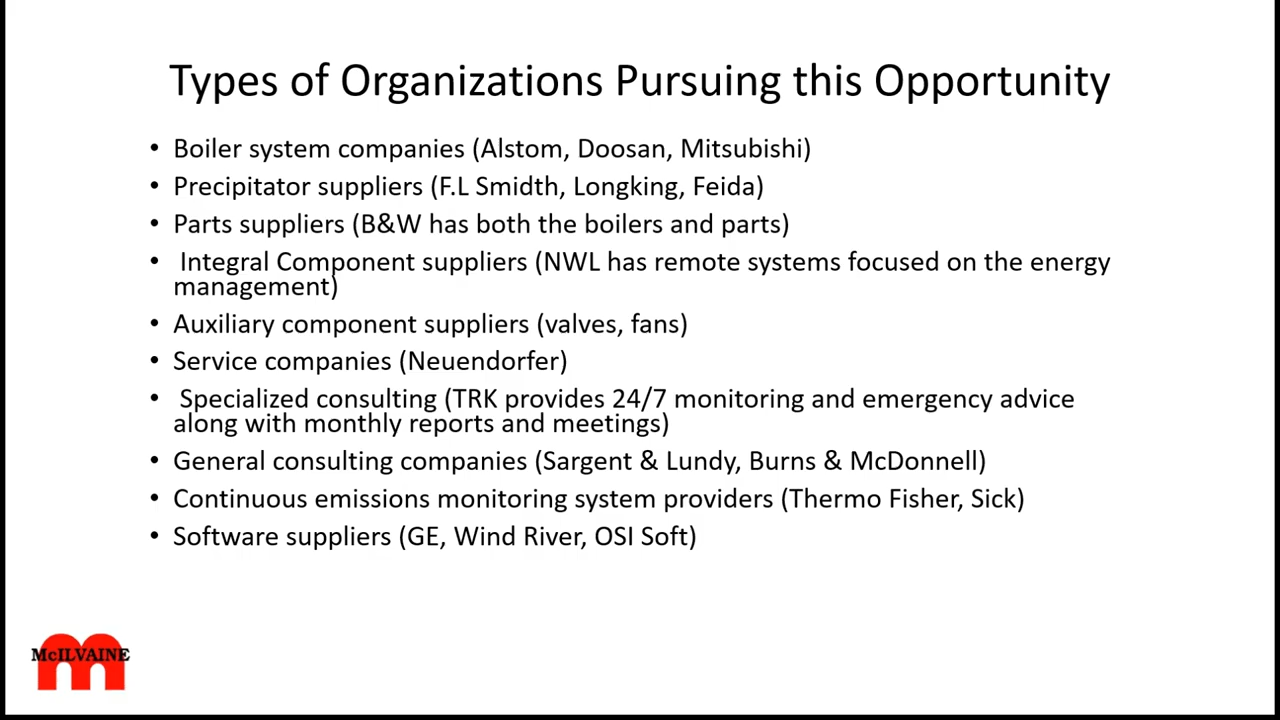 Types of Organizations Pursuing this Opportunity
• Boiler system companies (Alstom, Doosan, Mitsubishi)
• Precipitator suppliers (F.L Smidth, Longking, Feida)
• Parts suppliers (B&W has both the boilers and parts)
• Integral Component suppliers (NWL has remote systems focused on the energy
management)
• Auxiliary component suppliers (valves, fans)
• Service companies (Neuendorfer)
• Specialized consulting (TRK provides 24/7 monitoring and emergency advice
along with monthly reports and meetings)
• General consulting companies (Sargent & Lundy, Burns & McDonnell)
• Continuous emissions monitoring system providers (Thermo Fisher, Sick)
• Software suppliers (GE, Wind River, OSI Soft)
McILVAINE